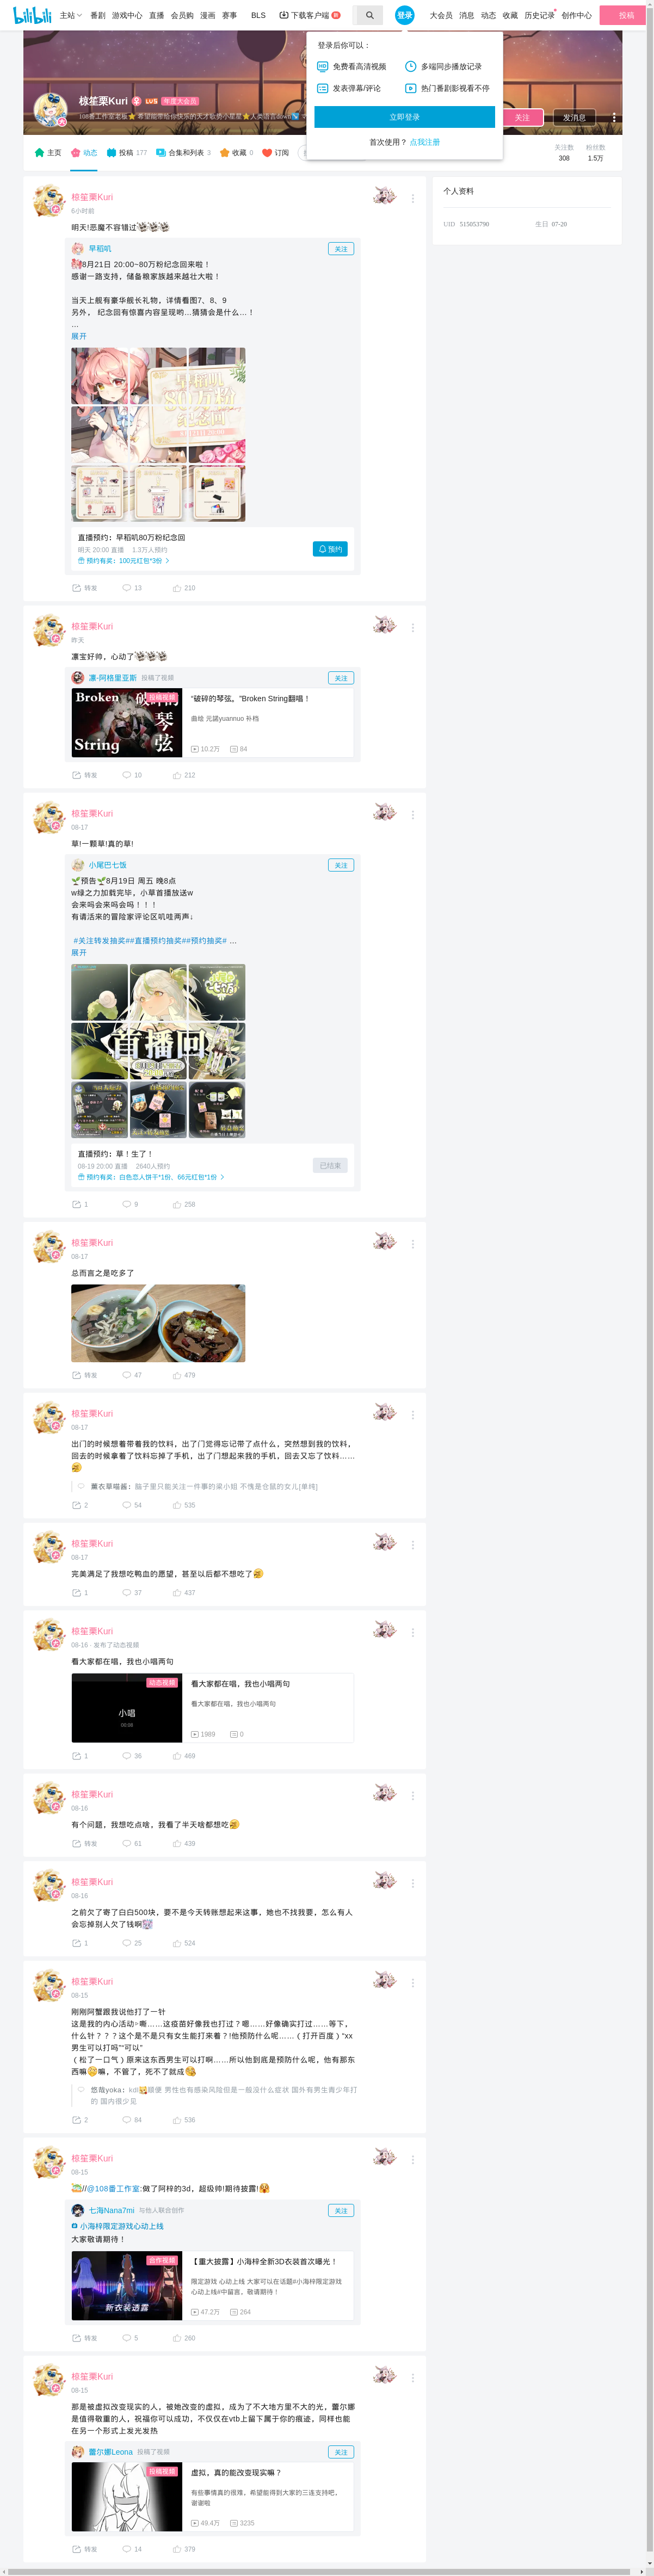 bilibili 主站 番剧 游戏中心 直播 会员购 漫画 赛事 BLS 下载客户端 登录 大会员 消息 动态 收藏 历史记录 创作中心 投稿
登录后你可以：
免费看高清视频 多端同步播放记录
发表弹幕/评论 热门番剧影视看不停
立即登录
首次使用？ 点我注册
椋笙栗Kuri LV5 年度大会员
关注 发消息
主页 动态 投稿 177 合集和列表 3 收藏 0 订阅
关注数 粉丝数
308 1.5万
个人资料
UID 515053790 生日 07-20
椋笙栗Kuri
6小时前
明天!恶魔不容错过
早稻叽 关注
8月21日 20:00~80万粉纪念回来啦！
感谢一路支持，储备粮家族越来越壮大啦！
当天上舰有豪华舰长礼物，详情看图7、8、9
另外， 纪念回有惊喜内容呈现哟…猜猜会是什么…！
...
展开
早稻叽
80万粉
纪念回
直播预约：早稻叽80万粉纪念回
明天 20:00 直播 1.3万人预约
预约有奖：100元红包*3份
预约
转发 13 210
椋笙栗Kuri
昨天
凛宝好帅，心动了
凛-阿格里亚斯 投稿了视频 关注
投稿视频
Broken
String
破碎的琴弦
“破碎的琴弦。”Broken String翻唱！
曲绘 元諾yuannuo 补档
10.2万 84
转发 10 212
椋笙栗Kuri
08-17
草!一颗草!真的草!
小尾巴七饭 关注
预告8月19日 周五 晚8点
w绿之力加载完毕，小草首播放送w
会来吗会来吗会吗！！！
有请活来的冒险家评论区叽哇两声↓
#关注转发抽奖##直播预约抽奖##预约抽奖# ...
展开
首播回
直播预约：草！生了！
08-19 20:00 直播 2640人预约
预约有奖：白色恋人饼干*1份、66元红包*1份
已结束
1 9 258
椋笙栗Kuri
08-17
总而言之是吃多了
转发 47 479
椋笙栗Kuri
08-17
出门的时候想着带着我的饮料，出了门觉得忘记带了点什么，突然想到我的饮料，
回去的时候拿着了饮料忘掉了手机，出了门想起来我的手机，回去又忘了饮料……
薰衣草喵酱：脑子里只能关注一件事的梁小姐 不愧是仓鼠的女儿[单纯]
2 54 535
椋笙栗Kuri
08-17
完美满足了我想吃鸭血的愿望，甚至以后都不想吃了
1 37 437
椋笙栗Kuri
08-16 · 发布了动态视频
看大家都在唱，我也小唱两句
动态视频
小唱
00:08
看大家都在唱，我也小唱两句
看大家都在唱，我也小唱两句
1989 0
1 36 469
椋笙栗Kuri
08-16
有个问题，我想吃点啥，我看了半天啥都想吃
转发 61 439
椋笙栗Kuri
08-16
之前欠了寄了白白500块，要不是今天转账想起来这事，她也不找我要，怎么有人
会忘掉别人欠了钱啊
1 25 524
椋笙栗Kuri
08-15
刚刚阿蟹跟我说他打了一针
这是我的内心活动=嘶……这疫苗好像我也打过？嗯……好像确实打过……等下，
什么针？？？这个是不是只有女生能打来着？!他预防什么呢……（打开百度）“xx
男生可以打吗”“可以”
（松了一口气）原来这东西男生可以打啊……所以他到底是预防什么呢，他有那东
西嘛嘛，不管了，死不了就成
悠哉yoka：kdl额便 男性也有感染风险但是一般没什么症状 国外有男生青少年打
的 国内很少见
2 84 536
椋笙栗Kuri
08-15
//@108番工作室:做了阿梓的3d，超级帅!期待披露!
七海Nana7mi 与他人联合创作 关注
小海梓限定游戏心动上线
大家敬请期待！
合作视频
新衣装透露
【重大披露】小海梓全新3D衣装首次曝光！
限定游戏 心动上线 大家可以在话题#小海梓限定游戏
心动上线#中留言，敬请期待！
47.2万 264
转发 5 260
椋笙栗Kuri
08-15
那是被虚拟改变现实的人，被她改变的虚拟，成为了不大地方里不大的光，蕾尔娜
是值得敬重的人，祝福你可以成功，不仅仅在vtb上留下属于你的痕迹，同样也能
在另一个形式上发光发热
蕾尔娜Leona 投稿了视频 关注
投稿视频
虚拟，真的能改变现实嘛？
有些事情真的很难，希望能得到大家的三连支持吧，
谢谢啦
49.4万 3235
转发 14 379